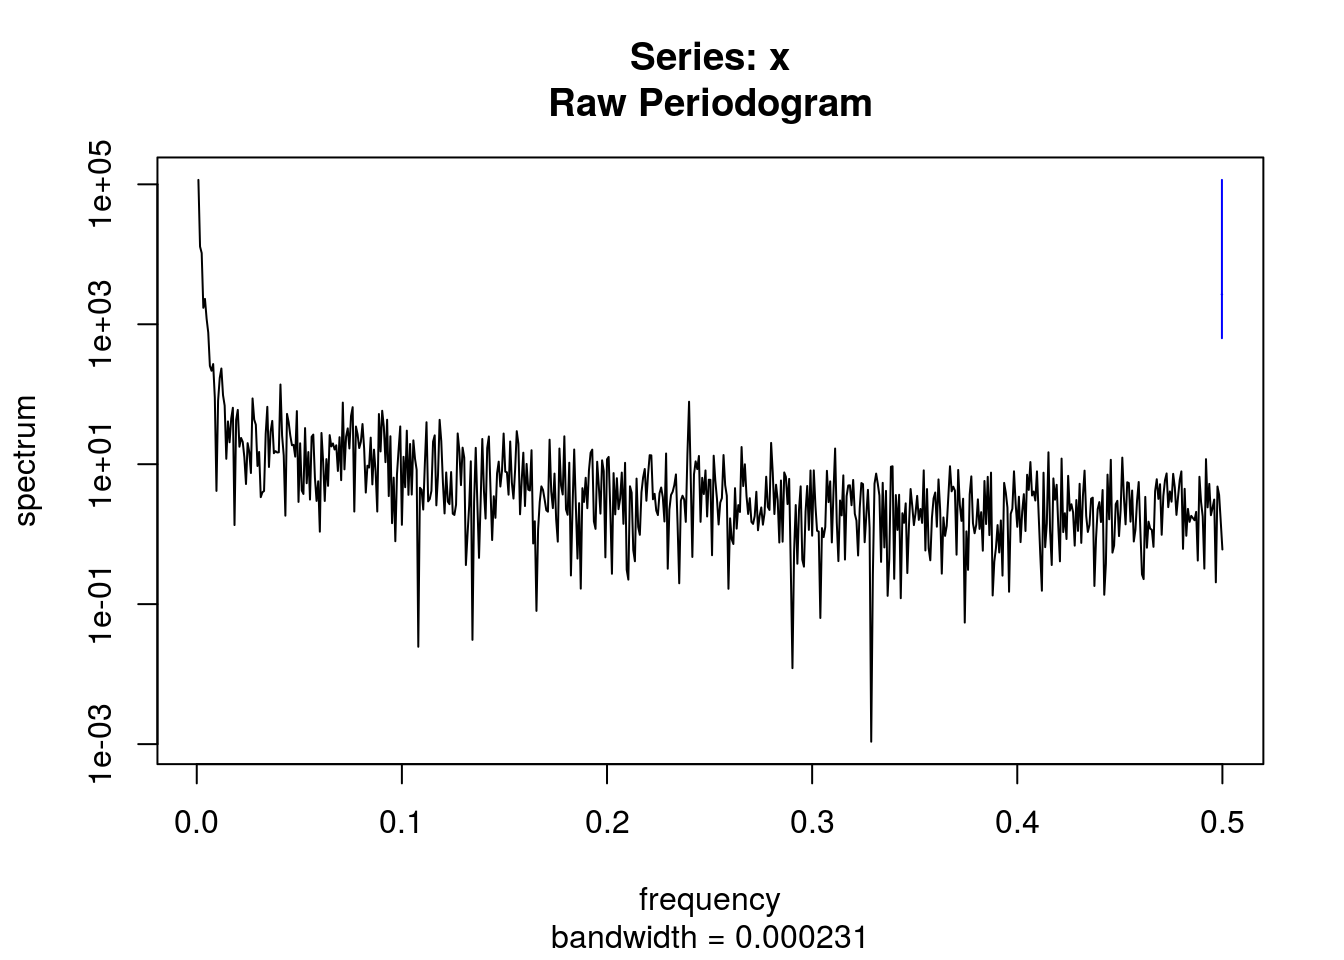 Series: x
Raw Periodogram
spectrum
1e+05
1e+03
1e+01
1e-01
1e-03
0.0 0.1 0.2 0.3 0.4 0.5
frequency
bandwidth = 0.000231